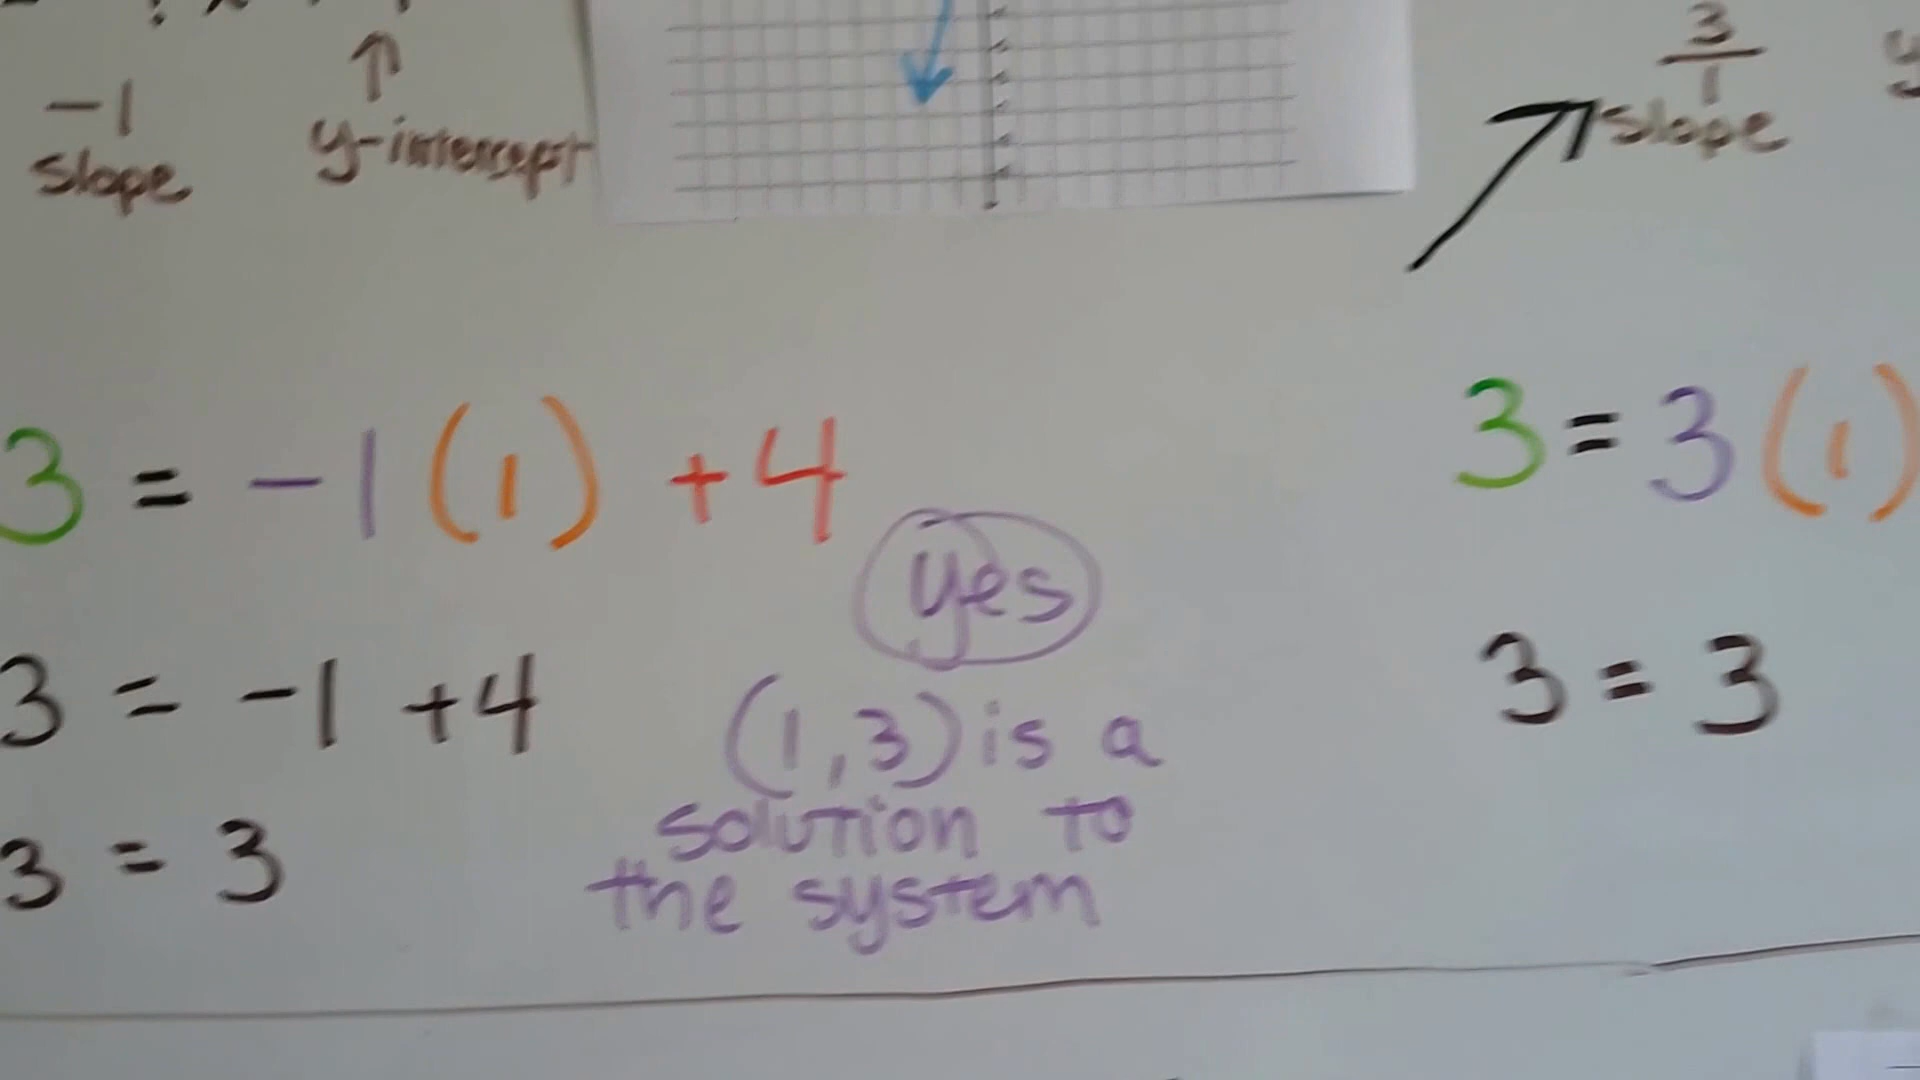 -1
slope
y-intercept
3/1
slope
3 = -1 (1) + 4
3 = -1 + 4
3 = 3
yes
(1,3) is a
solution to
the system
3 = 3 (1)
3 = 3